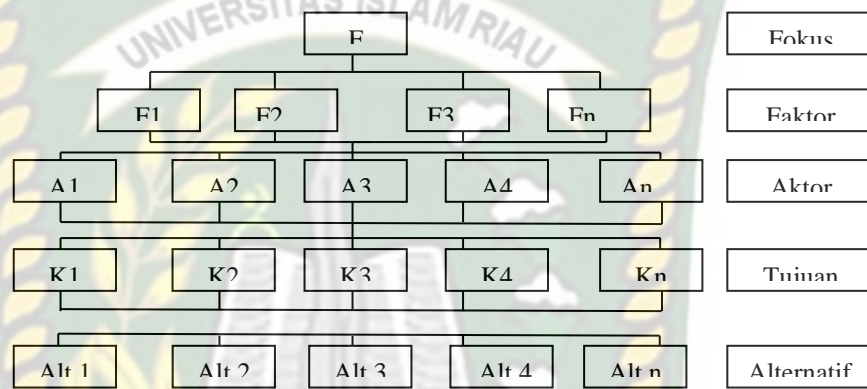 UNIVERSITAS ISLAM RIAU
F Fokus
F1 F2 F3 Fn Faktor
A1 A2 A3 A4 An Aktor
K1 K2 K3 K4 Kn Tujuan
Alt 1 Alt 2 Alt 3 Alt 4 Alt n Alternatif